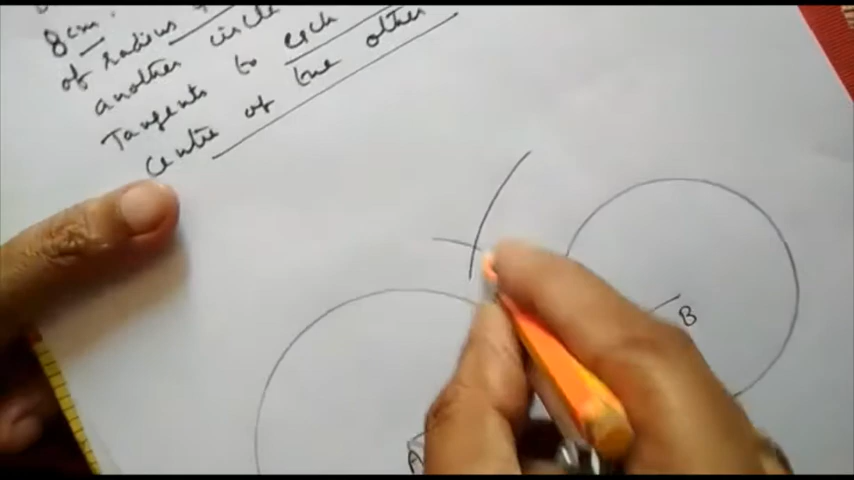 8cm.
of radius
another circle
Tangents to each
centre of the other
A
B